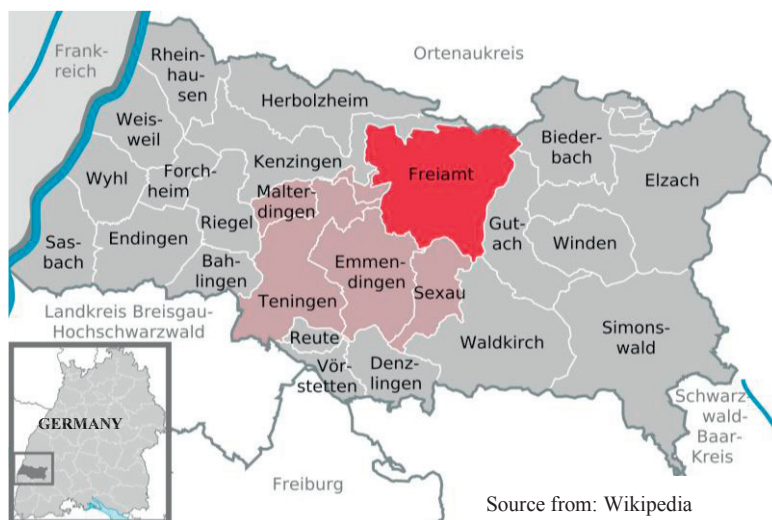 Frank-
reich
Rhein-
hau-
sen
Ortenaukreis
Herbolzheim
Weis-
weil
Bieder-
bach
Kenzingen
Freiamt
Forch-
heim
Wyhl
Elzach
Malter-
dingen
Riegel
Gut-
ach
Endingen
Winden
Sas-
bach
Bah-
lingen
Emmen-
dingen
Sexau
Teningen
Landkreis Breisgau-
Hochschwarzwald
Reute
Waldkirch
Simons-
wald
Vör-
stetten
Denz-
lingen
Schwarz-
wald-
Baar-
Kreis
GERMANY
Freiburg
Source from: Wikipedia